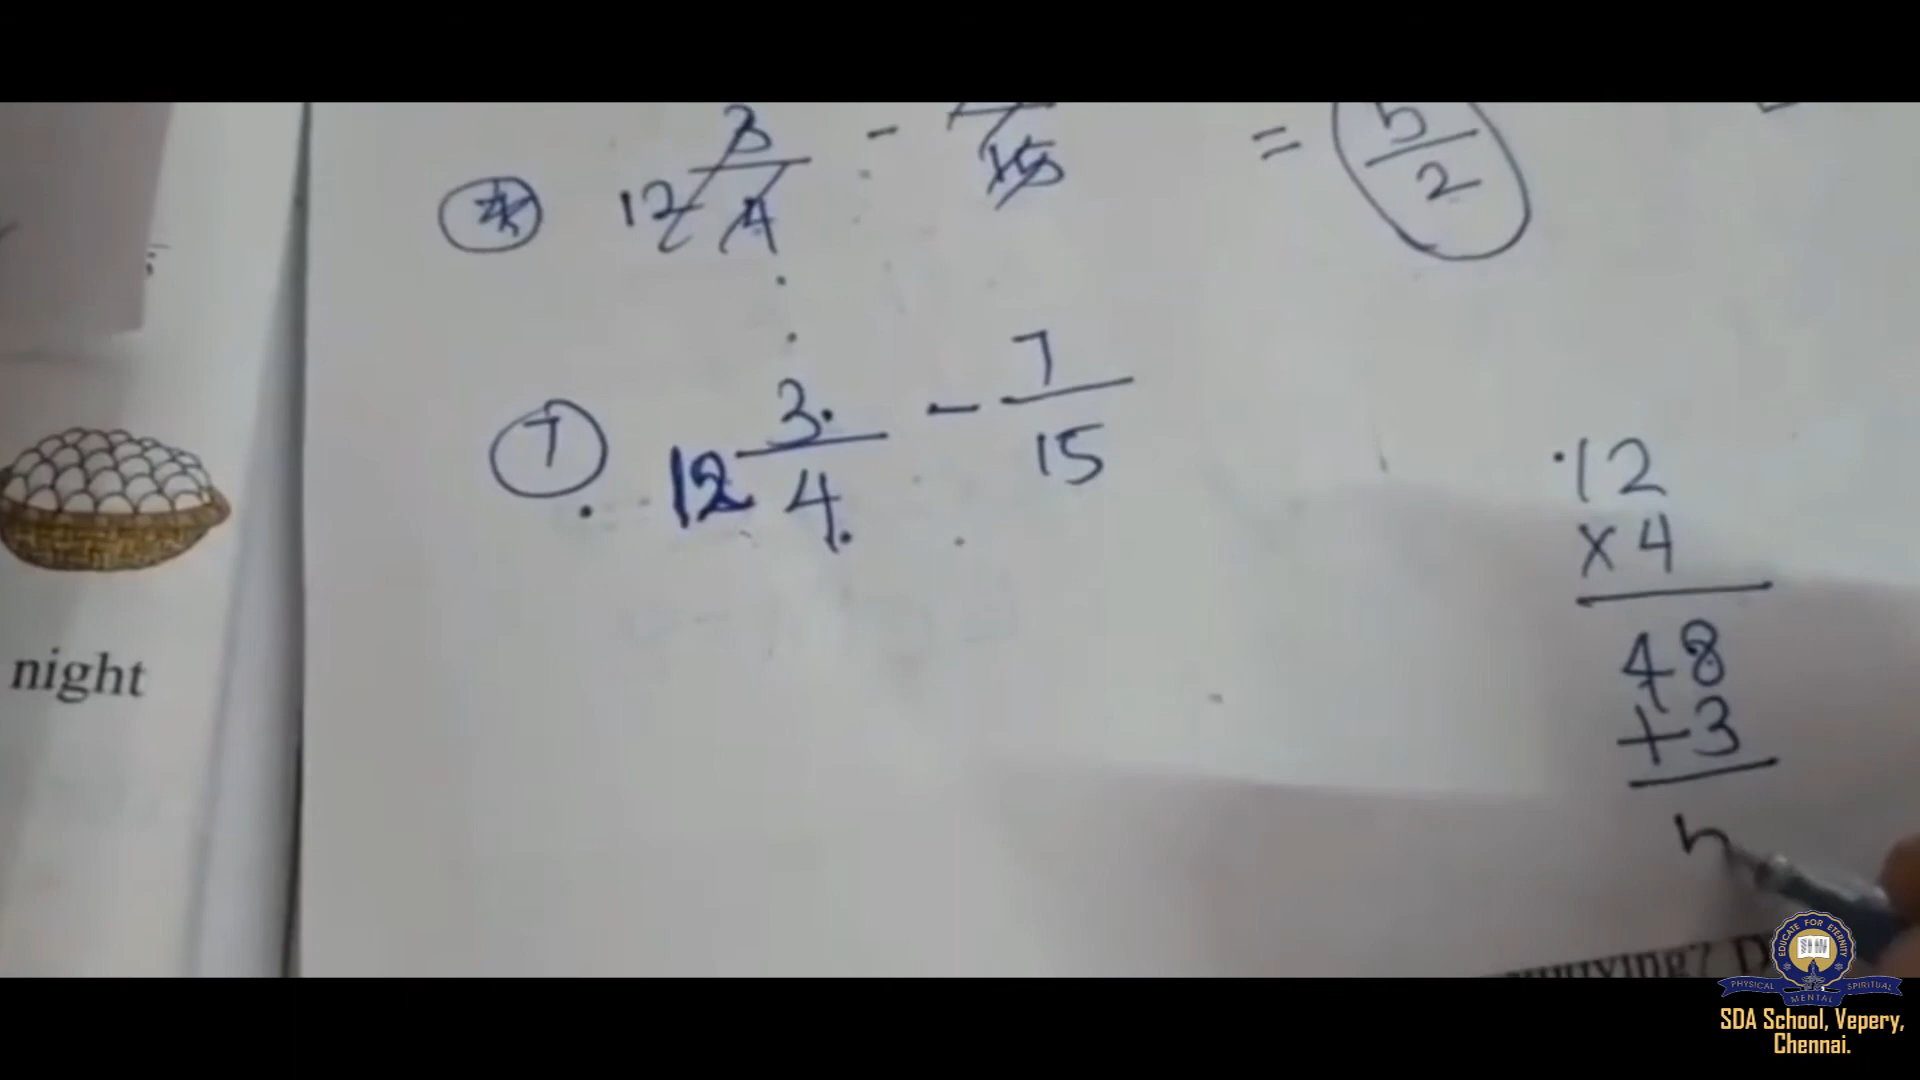 12 3/4 - /15 = 5/2
7 12 3/4 - 7/15
12
×4
48
+3
5
night
EDUCATE FOR ETERNITY
PHYSICAL MENTAL SPIRITUAL
SDA School, Vepery,
Chennai.